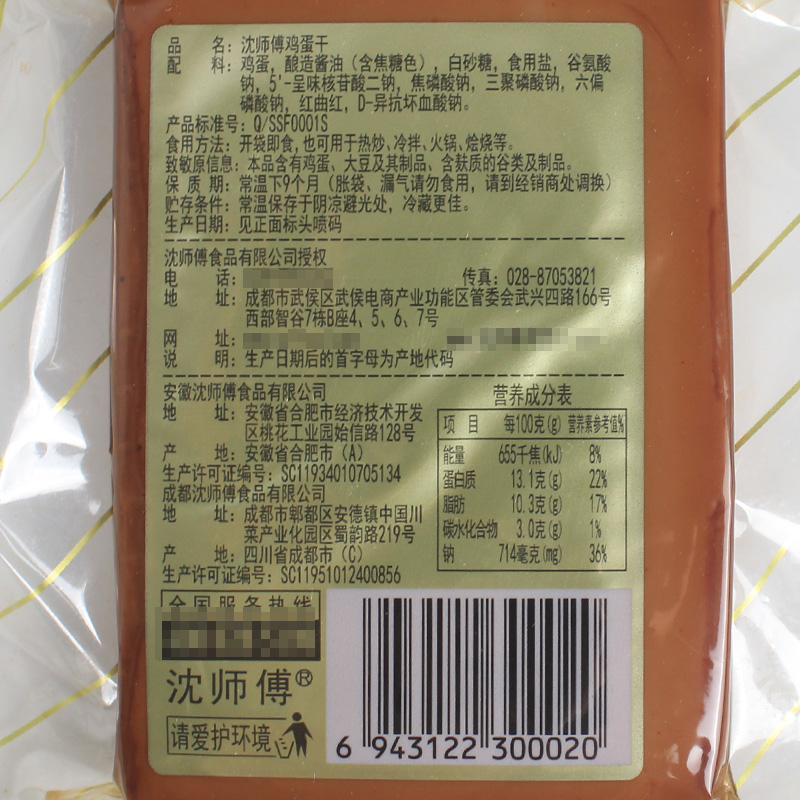 品 名：沈师傅鸡蛋干
配 料：鸡蛋，酿造酱油（含焦糖色），白砂糖，食用盐，谷氨酸
钠，5'-呈味核苷酸二钠，焦磷酸钠，三聚磷酸钠，六偏
磷酸钠，红曲红，D-异抗坏血酸钠。
产品标准号：Q/SSF0001S
食用方法：开袋即食，也可用于热炒、冷拌、火锅、烩烧等。
致敏原信息：本品含有鸡蛋、大豆及其制品、含麸质的谷类及制品。
保 质 期：常温下9个月（胀袋、漏气请勿食用，请到经销商处调换）
贮存条件：常温保存于阴凉避光处，冷藏更佳。
生产日期：见正面标头喷码
沈师傅食品有限公司授权
电 话： 传真：028-87053821
地 址：成都市武侯区武侯电商产业功能区管委会武兴四路166号
西部智谷7栋B座4、5、6、7号
网 址：
说 明：生产日期后的首字母为产地代码
安徽沈师傅食品有限公司
地 址：安徽省合肥市经济技术开发
区桃花工业园始信路128号
产 地：安徽省合肥市（A）
生产许可证编号：SC11934010705134
成都沈师傅食品有限公司
地 址：成都市郫都区安德镇中国川
菜产业化园区蜀韵路219号
产 地：四川省成都市（C）
生产许可证编号：SC11951012400856
营养成分表
项 目 每100克(g) 营养素参考值%
能量 655千焦(kJ) 8%
蛋白质 13.1克(g) 22%
脂肪 10.3克(g) 17%
碳水化合物 3.0克(g) 1%
钠 714毫克(mg) 36%
全国服务热线
沈师傅®
请爱护环境
6 943122 300020